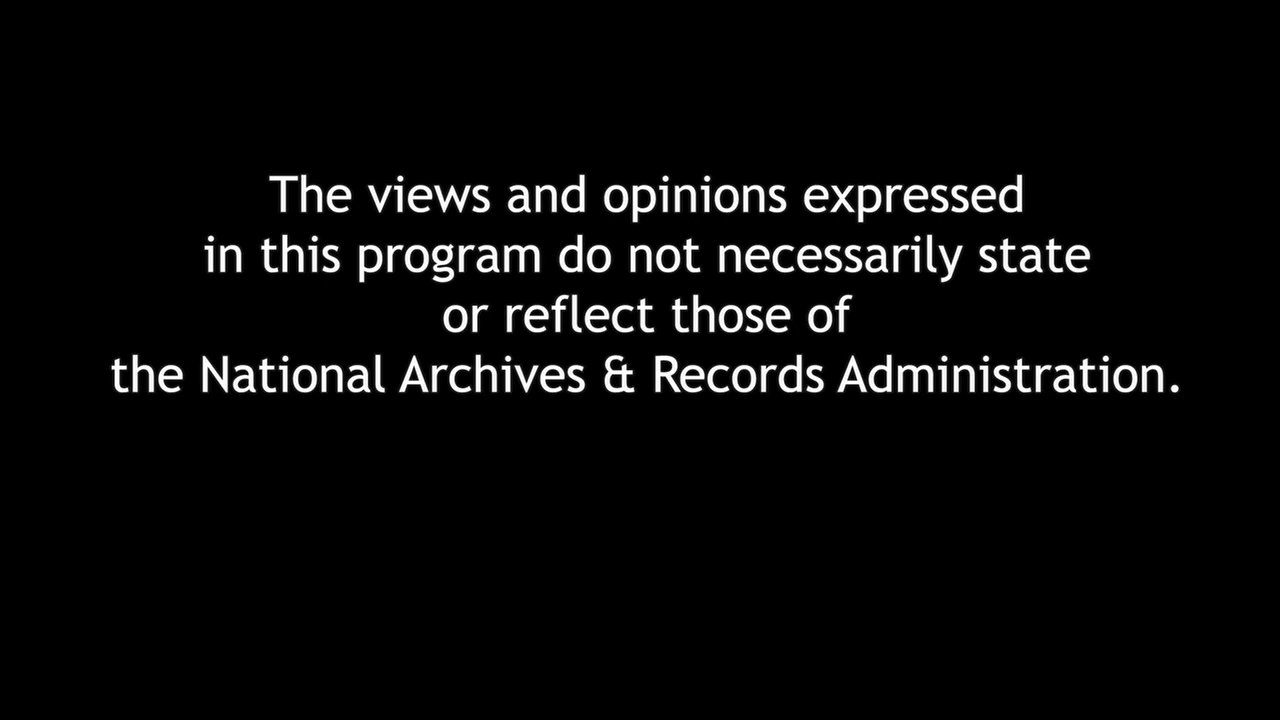 The views and opinions expressed
in this program do not necessarily state
or reflect those of
the National Archives & Records Administration.